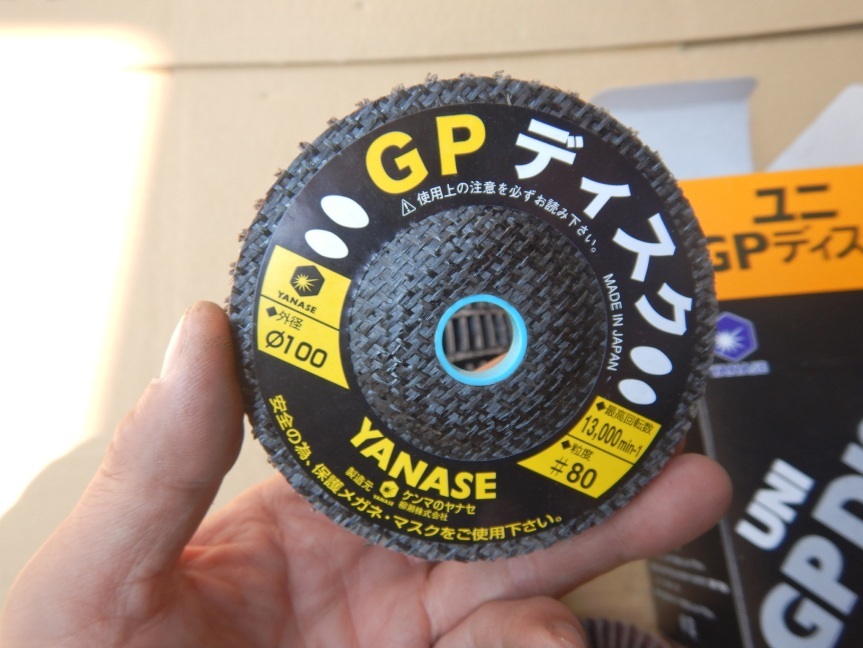 GP ディスク
⚠ 使用上の注意を必ずお読み下さい。
MADE IN JAPAN
YANASE
◆外径
Ø100
◆最高回転数
13,000min-1
◆粒度
#80
YANASE
製造元 YANASE ケンマのヤナセ
柳瀬株式会社
安全の為、保護メガネ・マスクをご使用下さい。
ユニ
GPディス
YANASE
UNI
GP DI